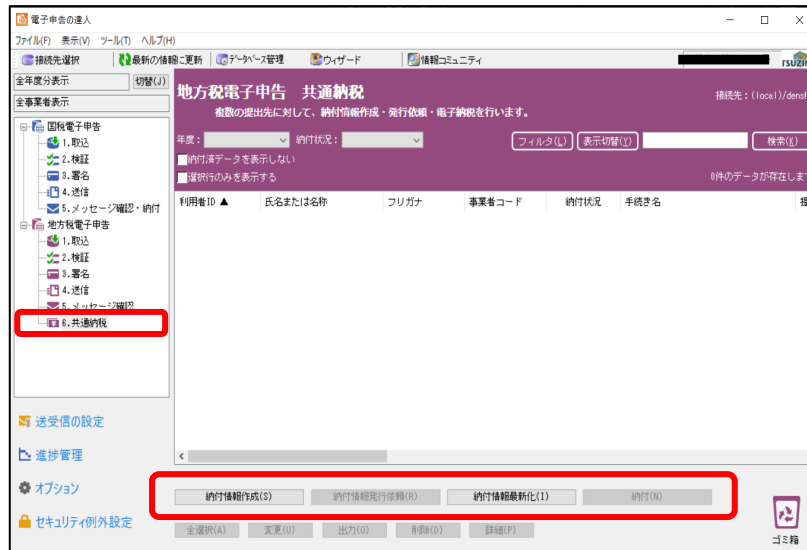 電子申告の達人
ファイル(F) 表示(V) ツール(T) ヘルプ(H)
接続先選択 最新の情報に更新 データベース管理 ウィザード 情報コミュニティ
全年度分表示 切替(J)
全事業者表示
国税電子申告
1.取込
2.検証
3.署名
4.送信
5.メッセージ確認・納付
地方税電子申告
1.取込
2.検証
3.署名
4.送信
5.メッセージ確認
6.共通納税
送受信の設定
進捗管理
オプション
セキュリティ例外設定
地方税電子申告 共通納税
接続先：(local)/densh
複数の提出先に対して、納付情報作成・発行依頼・電子納税を行います。
年度： 納付状況： フィルタ(L) 表示切替(Y) 検索(K)
納付済データを表示しない
選択行のみを表示する
0件のデータが存在しま
利用者ID ▲ 氏名または名称 フリガナ 事業者コード 納付状況 手続き名
納付情報作成(S) 納付情報発行依頼(R) 納付情報最新化(I) 納付(N)
全選択(A) 変更(U) 出力(O) 削除(D) 詳細(P)
ゴミ箱